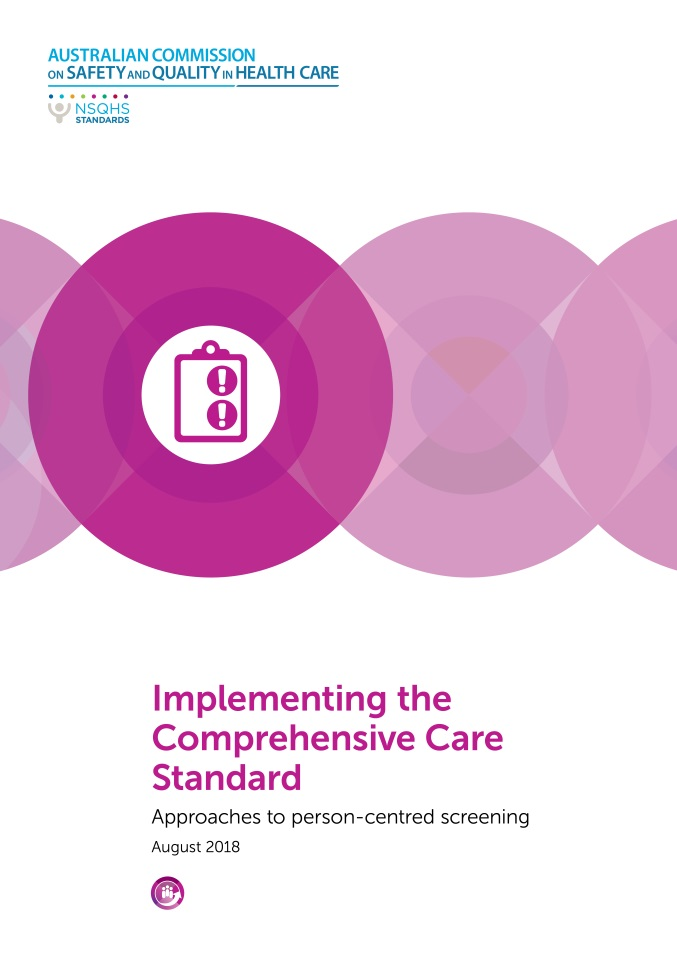 AUSTRALIAN COMMISSION
ON SAFETY AND QUALITY IN HEALTH CARE
NSQHS
STANDARDS
Implementing the
Comprehensive Care
Standard
Approaches to person-centred screening
August 2018